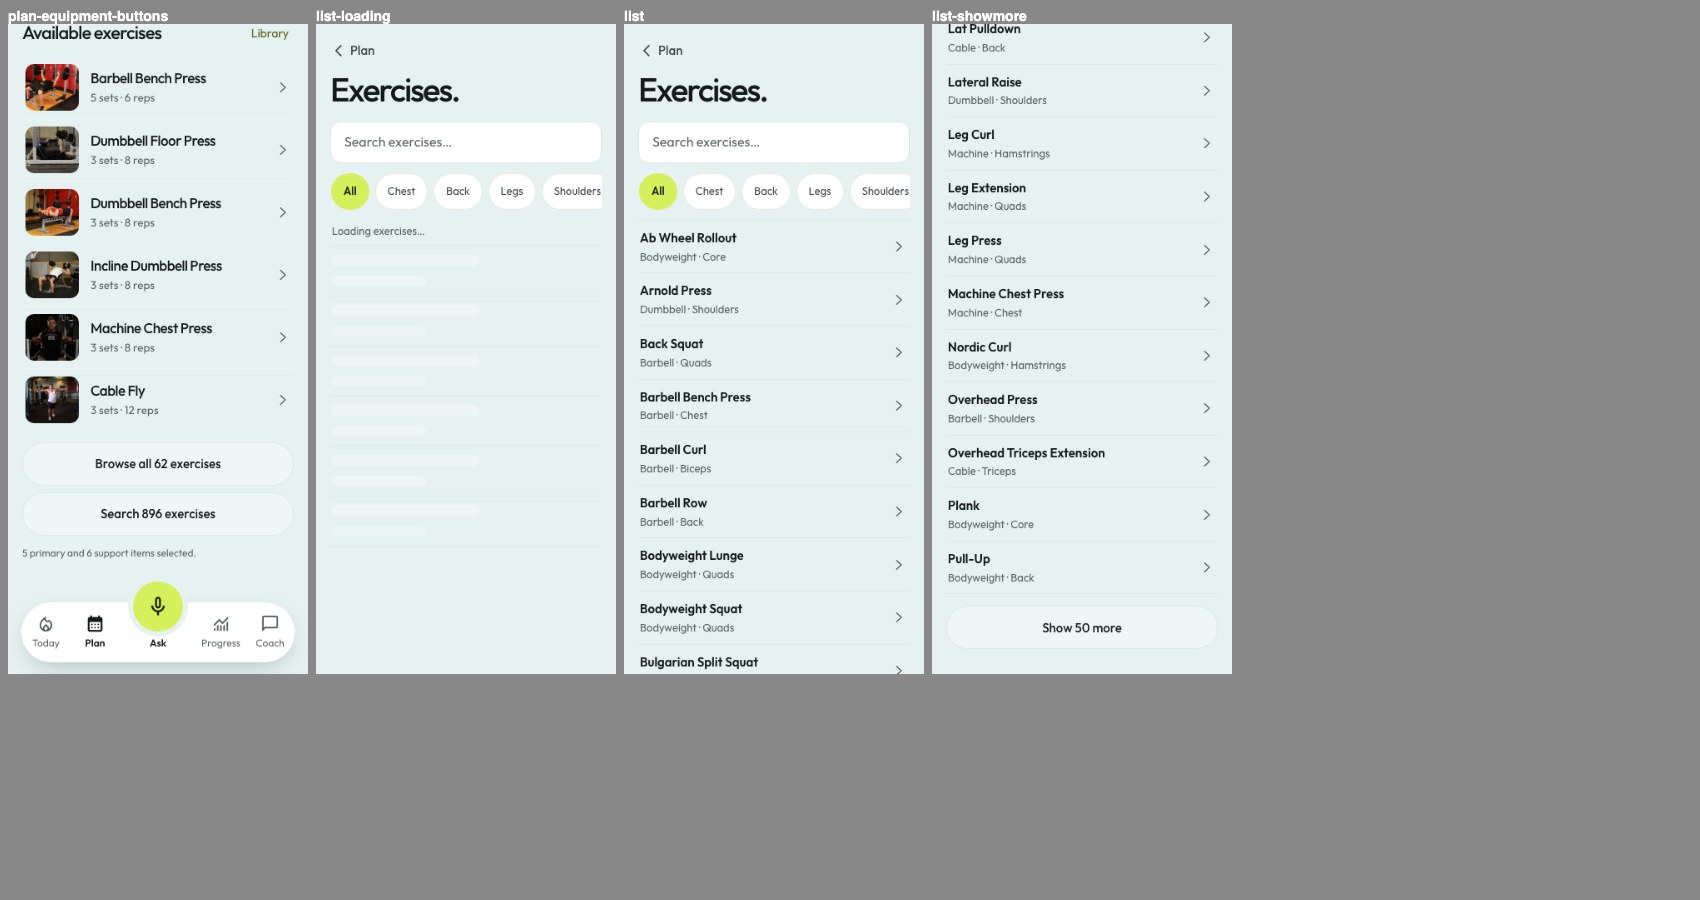 plan-equipment-buttons
Available exercises
Library
Barbell Bench Press
5 sets · 6 reps
Dumbbell Floor Press
3 sets · 8 reps
Dumbbell Bench Press
3 sets · 8 reps
Incline Dumbbell Press
3 sets · 8 reps
Machine Chest Press
3 sets · 8 reps
Cable Fly
3 sets · 12 reps
Browse all 62 exercises
Search 896 exercises
5 primary and 6 support items selected.
Today
Plan
Ask
Progress
Coach
list-loading
Plan
Exercises.
Search exercises...
All
Chest
Back
Legs
Shoulders
Loading exercises...
list
Plan
Exercises.
Search exercises...
All
Chest
Back
Legs
Shoulders
Ab Wheel Rollout
Bodyweight · Core
Arnold Press
Dumbbell · Shoulders
Back Squat
Barbell · Quads
Barbell Bench Press
Barbell · Chest
Barbell Curl
Barbell · Biceps
Barbell Row
Barbell · Back
Bodyweight Lunge
Bodyweight · Quads
Bodyweight Squat
Bodyweight · Quads
Bulgarian Split Squat
list-showmore
Lat Pulldown
Cable · Back
Lateral Raise
Dumbbell · Shoulders
Leg Curl
Machine · Hamstrings
Leg Extension
Machine · Quads
Leg Press
Machine · Quads
Machine Chest Press
Machine · Chest
Nordic Curl
Bodyweight · Hamstrings
Overhead Press
Barbell · Shoulders
Overhead Triceps Extension
Cable · Triceps
Plank
Bodyweight · Core
Pull-Up
Bodyweight · Back
Show 50 more